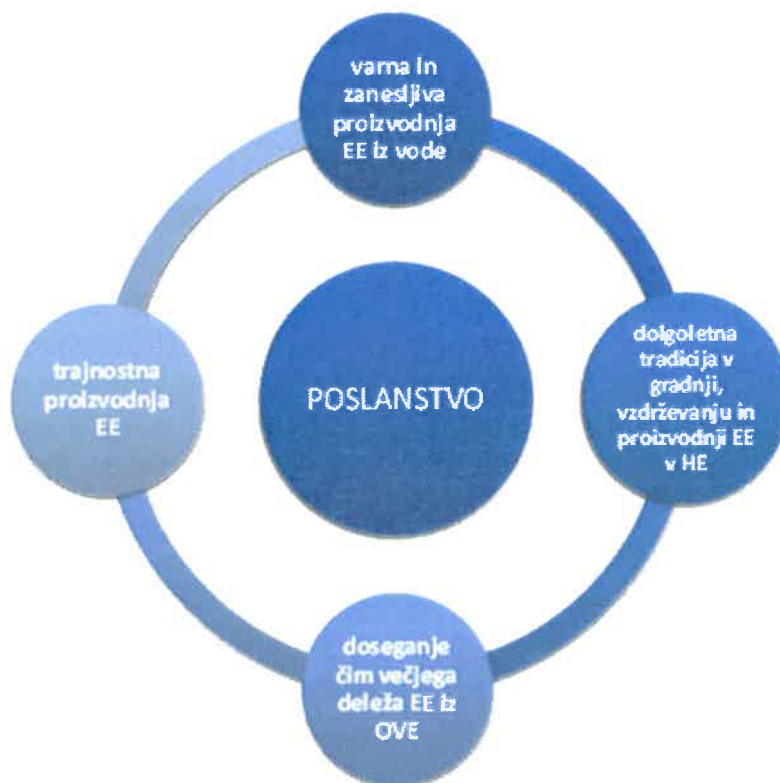 varna in
zanesljiva
proizvodnja
EE iz vode
dolgoletna
tradicija v
gradnji,
vzdrževanju in
proizvodnji EE
v HE
POSLANSTVO
trajnostna
proizvodnja
EE
doseganje
čim večjega
deleža EE iz
OVE